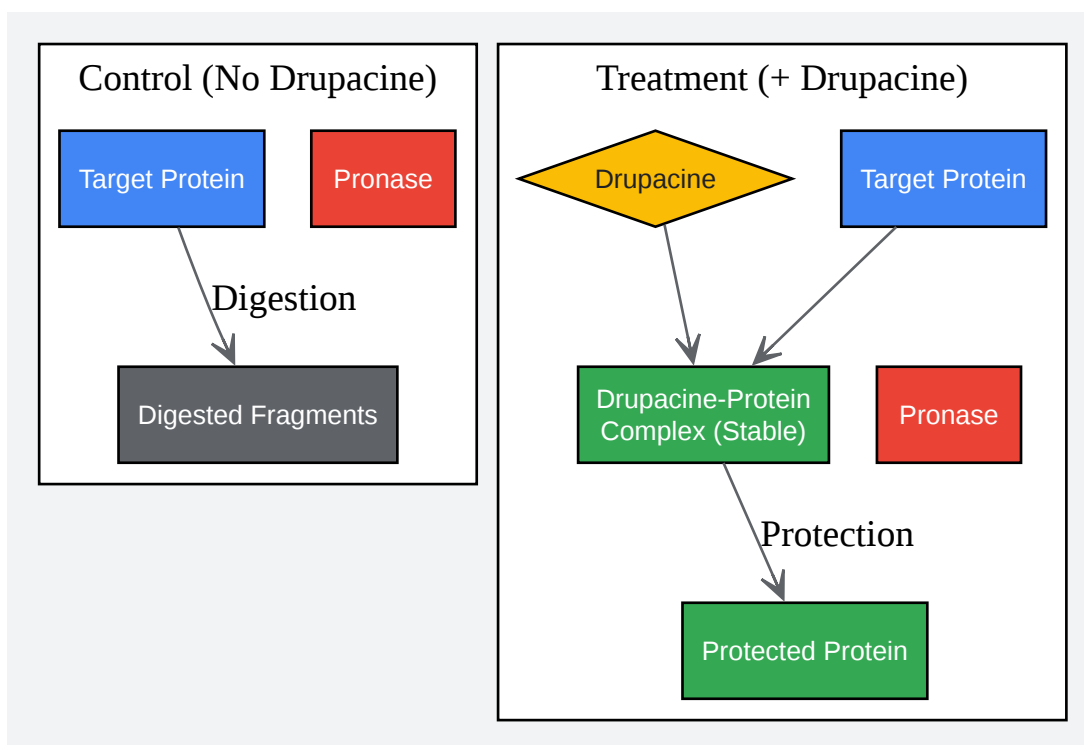 Control (No Drupacine)
Target Protein
Pronase
Digestion
Digested Fragments
Treatment (+ Drupacine)
Drupacine
Target Protein
Drupacine-Protein
Complex (Stable)
Pronase
Protection
Protected Protein